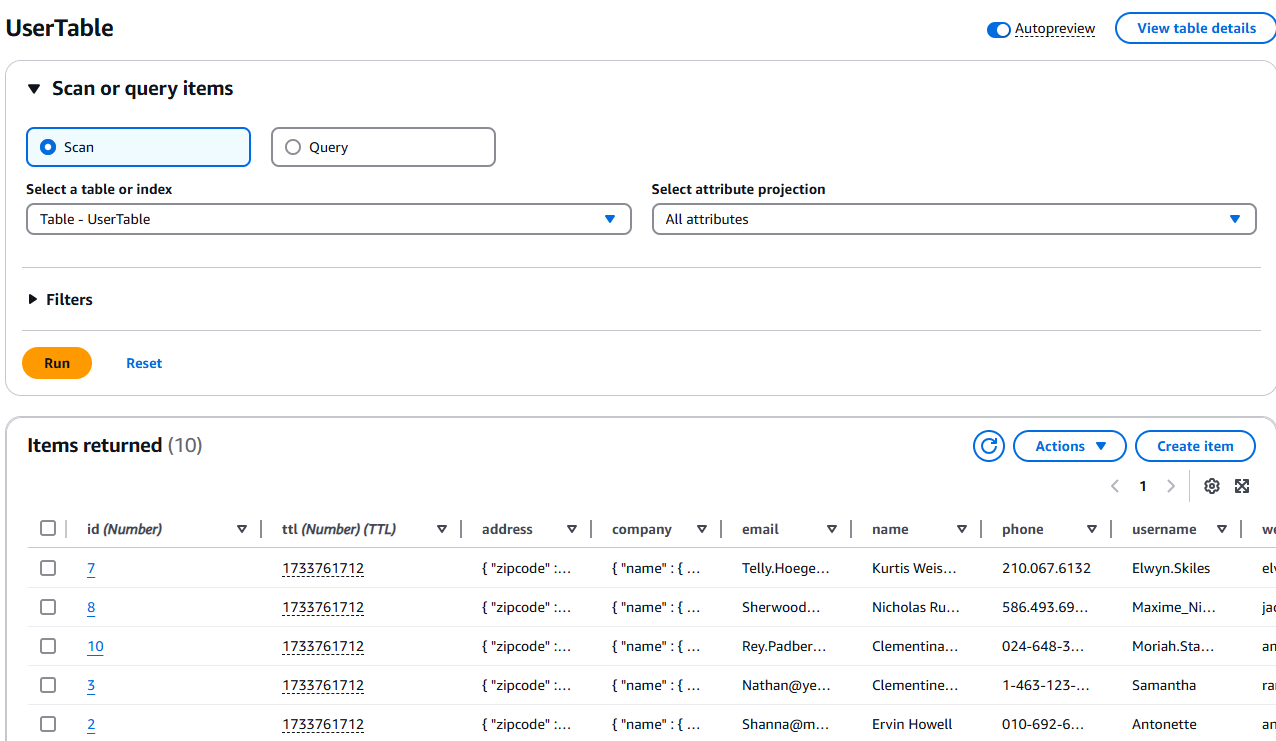 UserTable
Autopreview View table details
Scan or query items
Scan Query
Select a table or index Select attribute projection
Table - UserTable All attributes
Filters
Run Reset
Items returned (10)
Actions Create item
1
id (Number) ttl (Number) (TTL) address company email name phone username we
7 1733761712 { "zipcode" :... { "name" : { ... Telly.Hoege... Kurtis Weis... 210.067.6132 Elwyn.Skiles elv
8 1733761712 { "zipcode" :... { "name" : { ... Sherwood... Nicholas Ru... 586.493.69... Maxime_Ni... jac
10 1733761712 { "zipcode" :... { "name" : { ... Rey.Padber... Clementina... 024-648-3... Moriah.Sta... am
3 1733761712 { "zipcode" :... { "name" : { ... Nathan@ye... Clementine... 1-463-123-... Samantha ran
2 1733761712 { "zipcode" :... { "name" : { ... Shanna@m... Ervin Howell 010-692-6... Antonette an